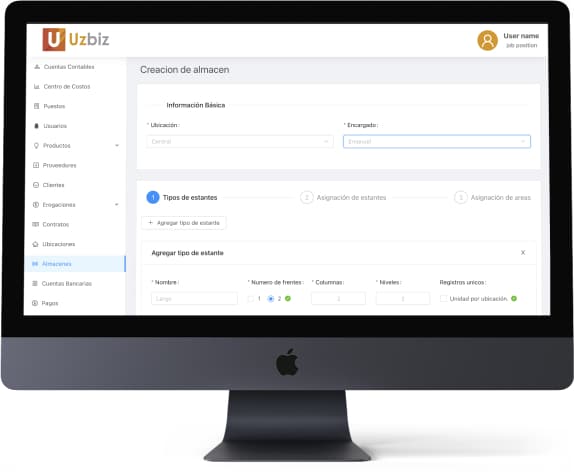 U Uzbiz
User name
job position
Cuentas Contables
Centro de Costos
Puestos
Usuarios
Productos
Proveedores
Clientes
Erogaciones
Contratos
Ubicaciones
Almacenes
Cuentas Bancarias
Pagos
Creacion de almacen
Información Básica
* Ubicación:
* Encargado:
Central
Emanuel
1 Tipos de estantes
2 Asignación de estantes
3 Asignación de areas
+ Agregar tipo de estante
Agregar tipo de estante X
* Nombre: * Numero de frentes: * Columnas: * Niveles: Registros unicos:
Largo 1 2 Unidad por ubicación